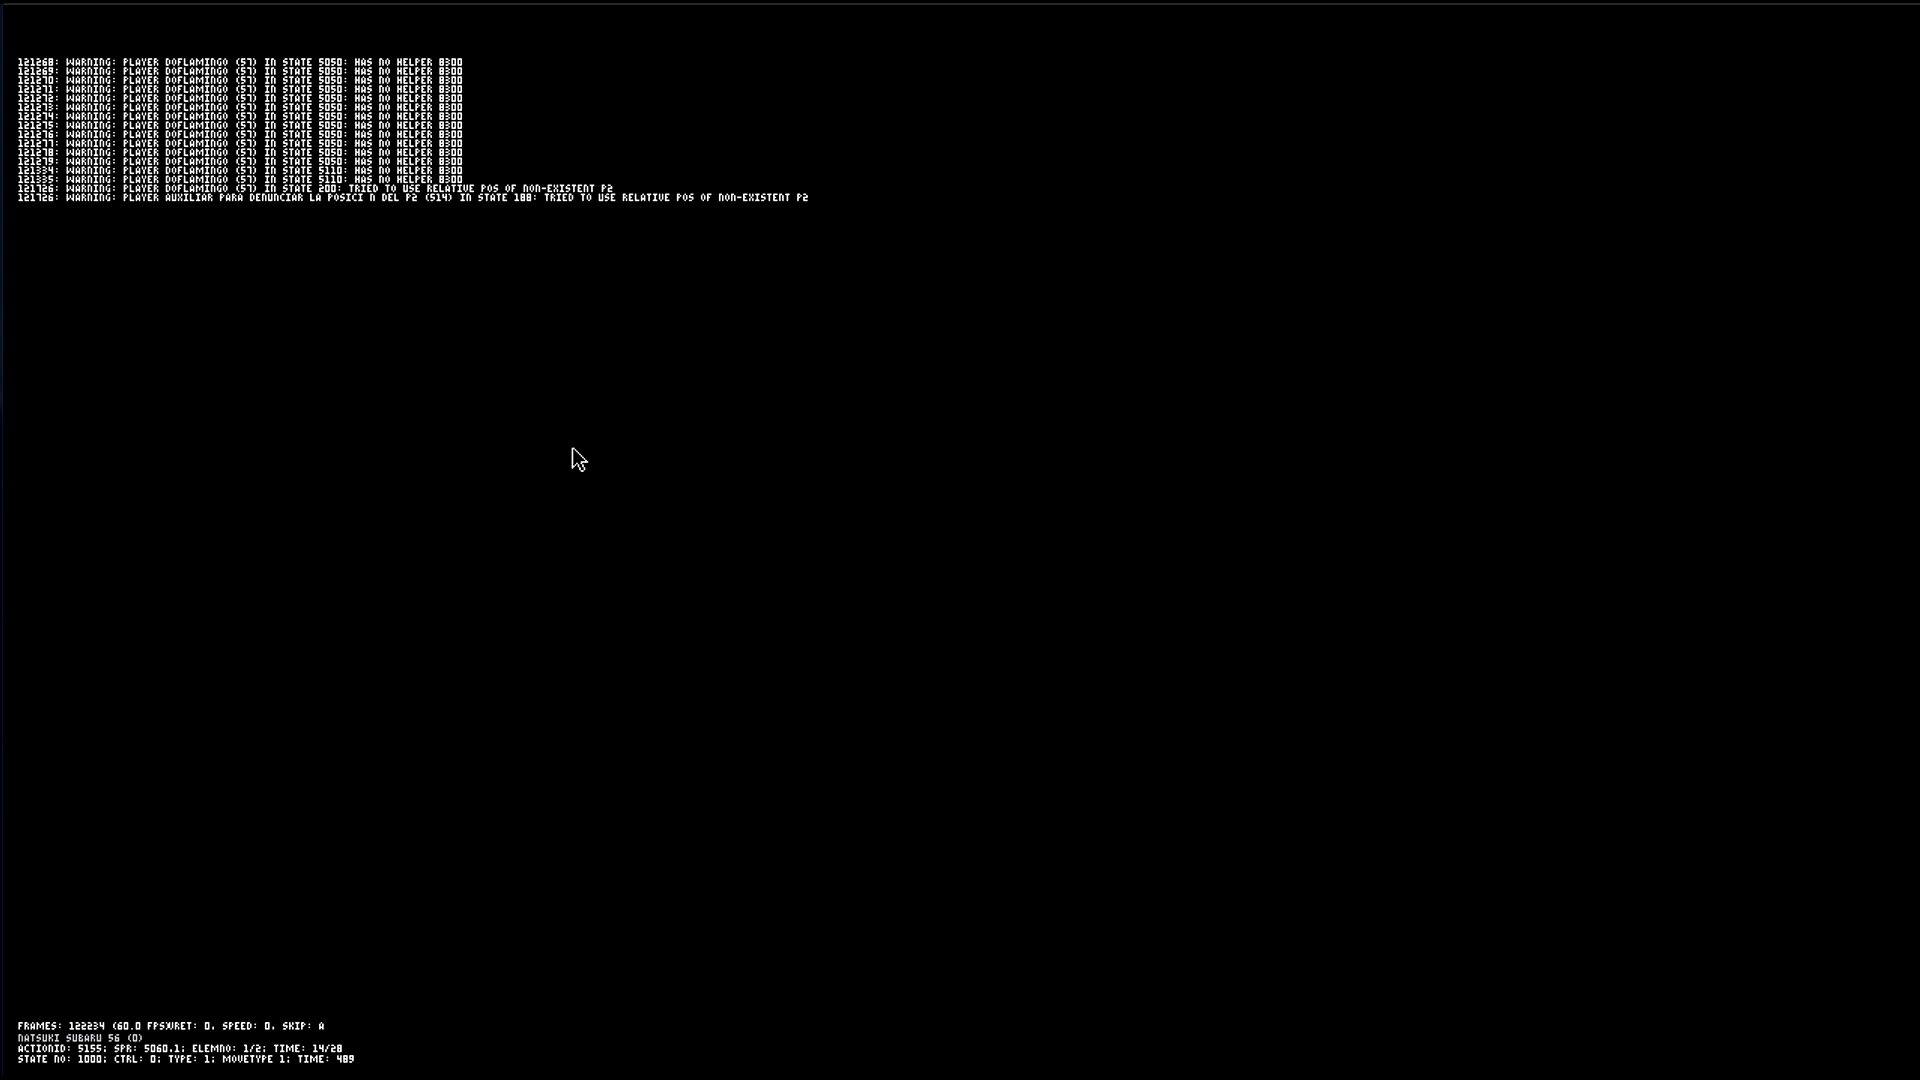 121268: WARNING: PLAYER DOFLAMINGO (57) IN STATE 5050: HAS NO HELPER 8300
121269: WARNING: PLAYER DOFLAMINGO (57) IN STATE 5050: HAS NO HELPER 8300
121270: WARNING: PLAYER DOFLAMINGO (57) IN STATE 5050: HAS NO HELPER 8300
121271: WARNING: PLAYER DOFLAMINGO (57) IN STATE 5050: HAS NO HELPER 8300
121272: WARNING: PLAYER DOFLAMINGO (57) IN STATE 5050: HAS NO HELPER 8300
121273: WARNING: PLAYER DOFLAMINGO (57) IN STATE 5050: HAS NO HELPER 8300
121274: WARNING: PLAYER DOFLAMINGO (57) IN STATE 5050: HAS NO HELPER 8300
121275: WARNING: PLAYER DOFLAMINGO (57) IN STATE 5050: HAS NO HELPER 8300
121276: WARNING: PLAYER DOFLAMINGO (57) IN STATE 5050: HAS NO HELPER 8300
121277: WARNING: PLAYER DOFLAMINGO (57) IN STATE 5050: HAS NO HELPER 8300
121278: WARNING: PLAYER DOFLAMINGO (57) IN STATE 5050: HAS NO HELPER 8300
121279: WARNING: PLAYER DOFLAMINGO (57) IN STATE 5050: HAS NO HELPER 8300
121334: WARNING: PLAYER DOFLAMINGO (57) IN STATE 5110: HAS NO HELPER 8300
121335: WARNING: PLAYER DOFLAMINGO (57) IN STATE 5110: HAS NO HELPER 8300
121726: WARNING: PLAYER DOFLAMINGO (57) IN STATE 200: TRIED TO USE RELATIVE POS OF NON-EXISTENT P2
121726: WARNING: PLAYER AUXILIAR PARA DENUNCIAR LA POSICI N DEL P2 (514) IN STATE 188: TRIED TO USE RELATIVE POS OF NON-EXISTENT P2
FRAMES: 122234 (60.0 FPS)VRET: 0, SPEED: 0, SKIP: A
NATSUKI SUBARU 56 (0)
ACTIONID: 5155; SPR: 5060,1; ELEMNO: 1/2; TIME: 14/28
STATE NO: 1000; CTRL: 0; TYPE: 1; MOVETYPE 1; TIME: 489